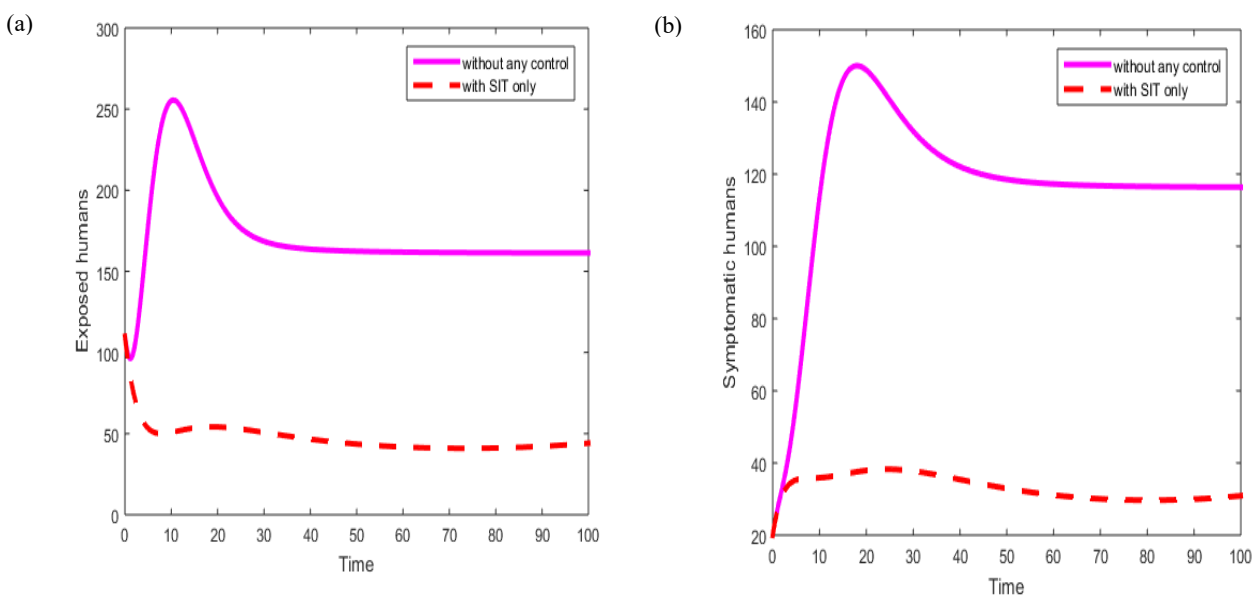 (a)
300
250
200
150
100
50
0
Exposed humans
without any control
with SIT only
0 10 20 30 40 50 60 70 80 90 100
Time
(b)
160
140
120
100
80
60
40
20
Symptomatic humans
without any control
with SIT only
0 10 20 30 40 50 60 70 80 90 100
Time